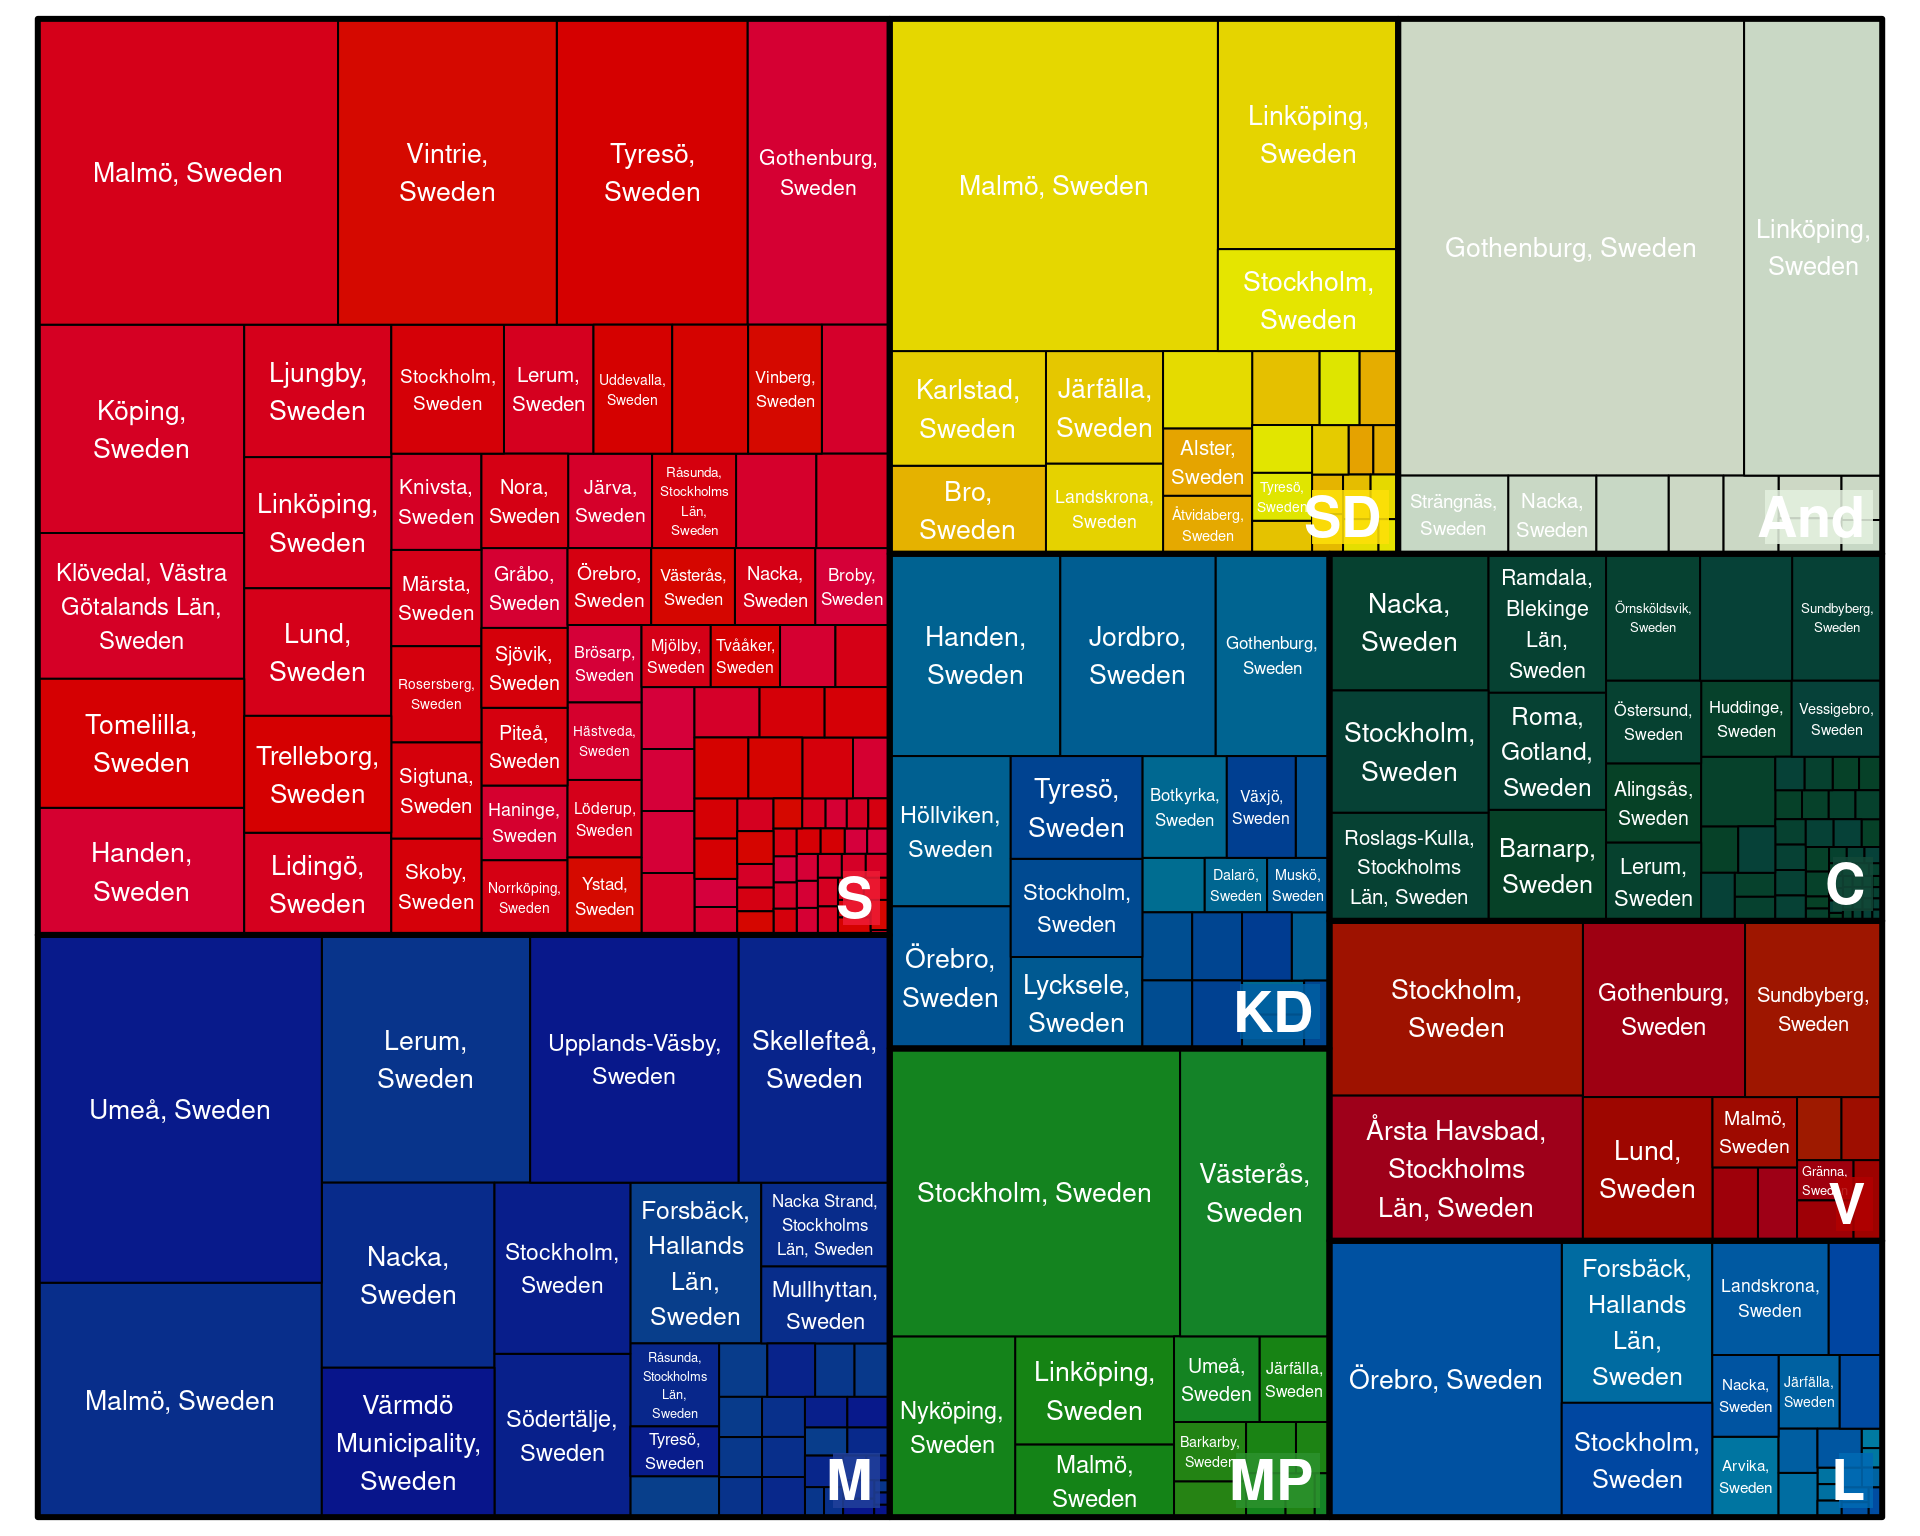 Malmö, Sweden
Vintrie,
Sweden
Tyresö,
Sweden
Gothenburg,
Sweden
Köping,
Sweden
Ljungby,
Sweden
Stockholm,
Sweden
Lerum,
Sweden
Uddevalla,
Sweden
Vinberg,
Sweden
Linköping,
Sweden
Knivsta,
Sweden
Nora,
Sweden
Järva,
Sweden
Råsunda,
Stockholms
Län,
Sweden
Klövedal, Västra
Götalands Län,
Sweden
Lund,
Sweden
Märsta,
Sweden
Gråbo,
Sweden
Örebro,
Sweden
Västerås,
Sweden
Nacka,
Sweden
Broby,
Sweden
Sjövik,
Sweden
Brösarp,
Sweden
Mjölby,
Sweden
Tvååker,
Sweden
Rosersberg,
Sweden
Tomelilla,
Sweden
Trelleborg,
Sweden
Piteå,
Sweden
Hästveda,
Sweden
Sigtuna,
Sweden
Haninge,
Sweden
Löderup,
Sweden
Handen,
Sweden
Lidingö,
Sweden
Skoby,
Sweden
Norrköping,
Sweden
Ystad,
Sweden
S
Malmö, Sweden
Linköping,
Sweden
Stockholm,
Sweden
Karlstad,
Sweden
Järfälla,
Sweden
Alster,
Sweden
Bro,
Sweden
Landskrona,
Sweden
Åtvidaberg,
Sweden
Tyresö,
Sweden
SD
Gothenburg, Sweden
Linköping,
Sweden
Strängnäs,
Sweden
Nacka,
Sweden
And
Handen,
Sweden
Jordbro,
Sweden
Gothenburg,
Sweden
Höllviken,
Sweden
Tyresö,
Sweden
Botkyrka,
Sweden
Växjö,
Sweden
Stockholm,
Sweden
Dalarö,
Sweden
Muskö,
Sweden
Örebro,
Sweden
Lycksele,
Sweden
KD
Nacka,
Sweden
Ramdala,
Blekinge
Län,
Sweden
Örnsköldsvik,
Sweden
Sundbyberg,
Sweden
Stockholm,
Sweden
Roma,
Gotland,
Sweden
Östersund,
Sweden
Huddinge,
Sweden
Vessigebro,
Sweden
Alingsås,
Sweden
Roslags-Kulla,
Stockholms
Län, Sweden
Barnarp,
Sweden
Lerum,
Sweden
C
Umeå, Sweden
Lerum,
Sweden
Upplands-Väsby,
Sweden
Skellefteå,
Sweden
Malmö, Sweden
Nacka,
Sweden
Stockholm,
Sweden
Forsbäck,
Hallands
Län,
Sweden
Nacka Strand,
Stockholms
Län, Sweden
Mullhyttan,
Sweden
Värmdö
Municipality,
Sweden
Södertälje,
Sweden
Råsunda,
Stockholms
Län,
Sweden
Tyresö,
Sweden
M
Stockholm, Sweden
Västerås,
Sweden
Nyköping,
Sweden
Linköping,
Sweden
Malmö,
Sweden
Umeå,
Sweden
Järfälla,
Sweden
Barkarby,
Sweden
MP
Stockholm,
Sweden
Gothenburg,
Sweden
Sundbyberg,
Sweden
Årsta Havsbad,
Stockholms
Län, Sweden
Lund,
Sweden
Malmö,
Sweden
Gränna,
Sweden
V
Örebro, Sweden
Forsbäck,
Hallands
Län,
Sweden
Landskrona,
Sweden
Stockholm,
Sweden
Nacka,
Sweden
Järfälla,
Sweden
Arvika,
Sweden
L